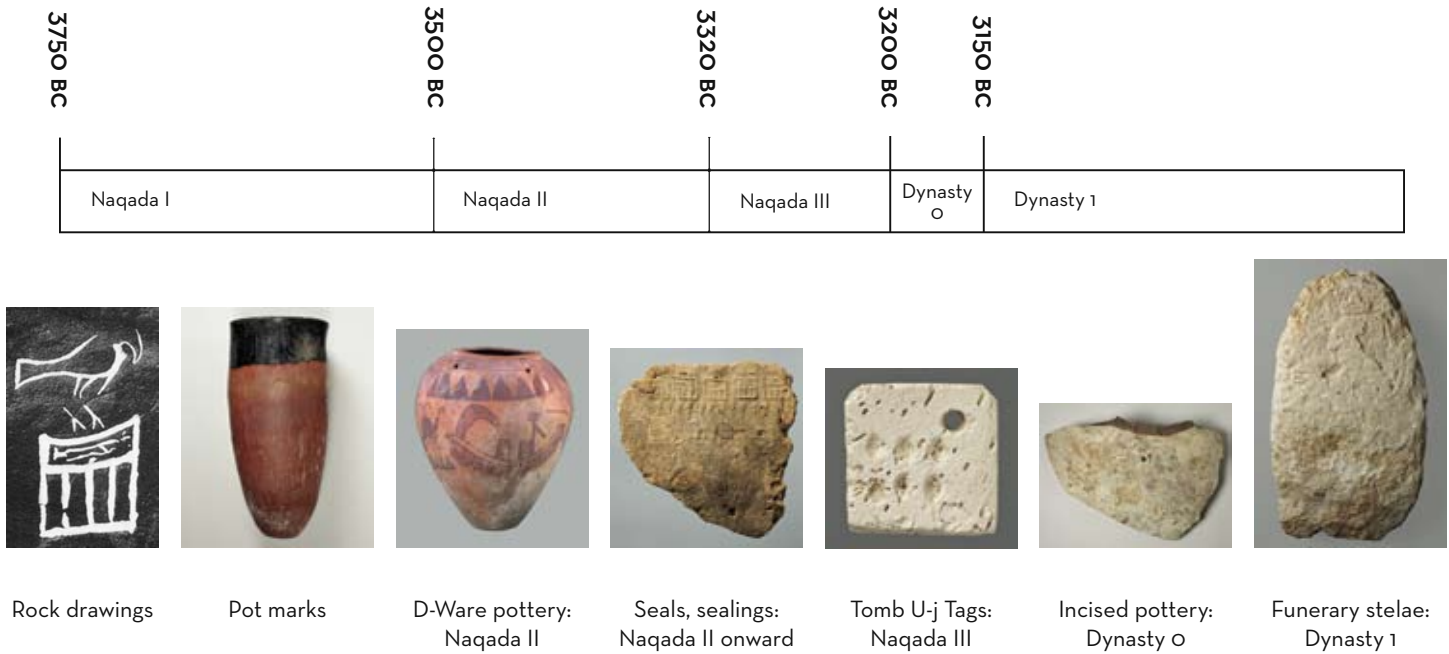 3750 BC
3500 BC
3320 BC
3200 BC
3150 BC
Naqada I
Naqada II
Naqada III
Dynasty
0
Dynasty 1
Rock drawings
Pot marks
D-Ware pottery:
Naqada II
Seals, sealings:
Naqada II onward
Tomb U-j Tags:
Naqada III
Incised pottery:
Dynasty 0
Funerary stelae:
Dynasty 1